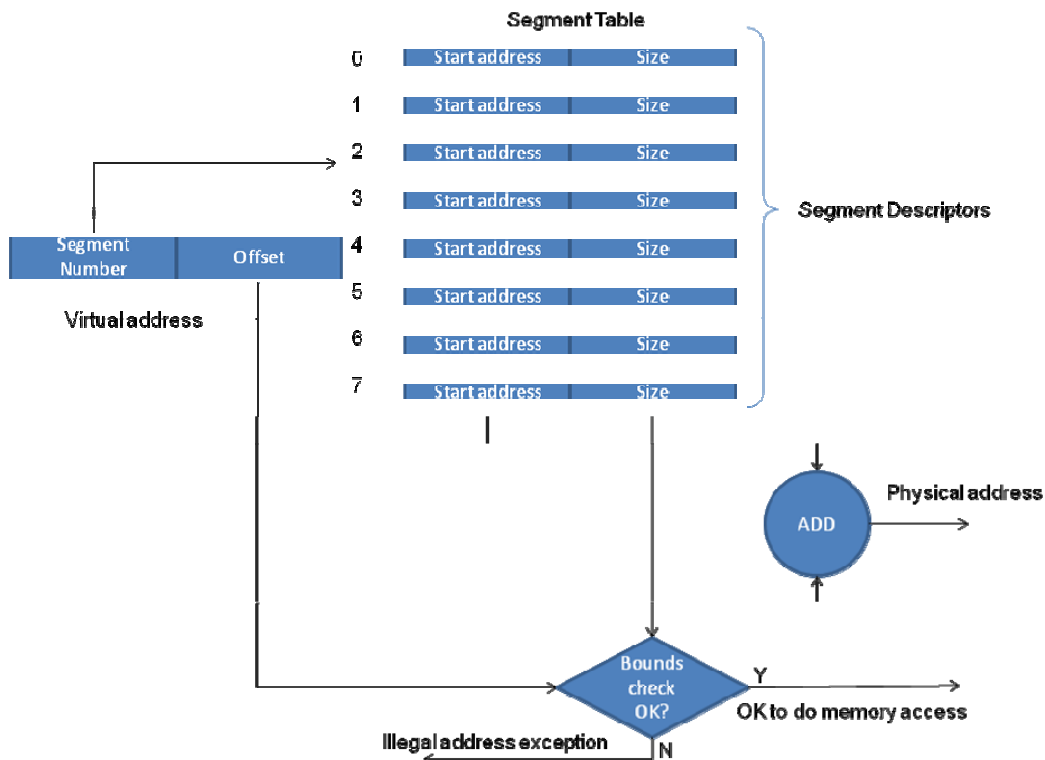 Segment Table
0 Start address Size
1 Start address Size
2 Start address Size
3 Start address Size
4 Start address Size
5 Start address Size
6 Start address Size
7 Start address Size
Segment Descriptors
Segment
Number
Offset
Virtual address
ADD
Physical address
Bounds
check
OK?
Y
OK to do memory access
N
Illegal address exception